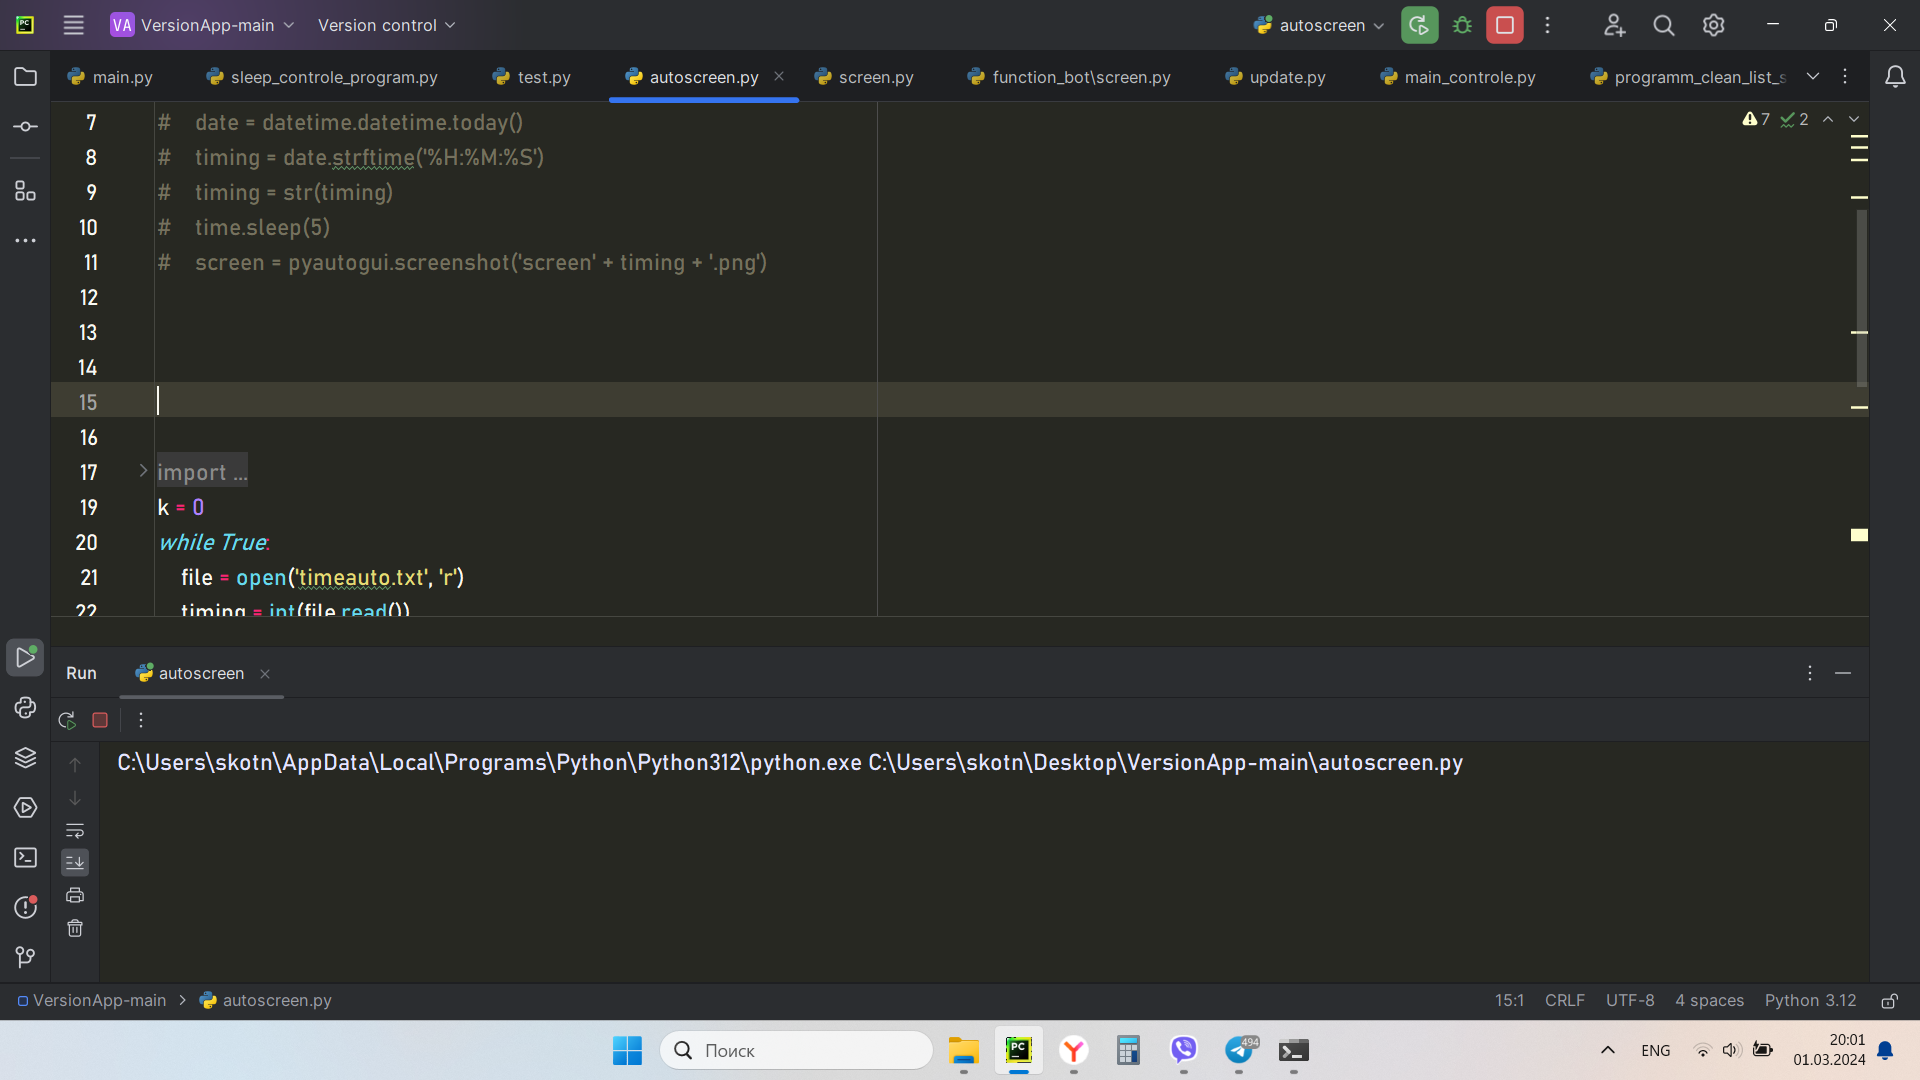 VA VersionApp-main Version control autoscreen
main.py sleep_controle_program.py test.py autoscreen.py screen.py function_bot\screen.py update.py main_controle.py programm_clean_list_s
7 # date = datetime.datetime.today() 7 2
8 # timing = date.strftime('%H:%M:%S')
9 # timing = str(timing)
10 # time.sleep(5)
11 # screen = pyautogui.screenshot('screen' + timing + '.png')
12
13
14
15
16
17 import ...
19 k = 0
20 while True:
21 file = open('timeauto.txt', 'r')
22 timing = int(file.read())
Run autoscreen
C:\Users\skotn\AppData\Local\Programs\Python\Python312\python.exe C:\Users\skotn\Desktop\VersionApp-main\autoscreen.py
VersionApp-main > autoscreen.py 15:1 CRLF UTF-8 4 spaces Python 3.12
Поиск PC 494 ENG 20:01
01.03.2024